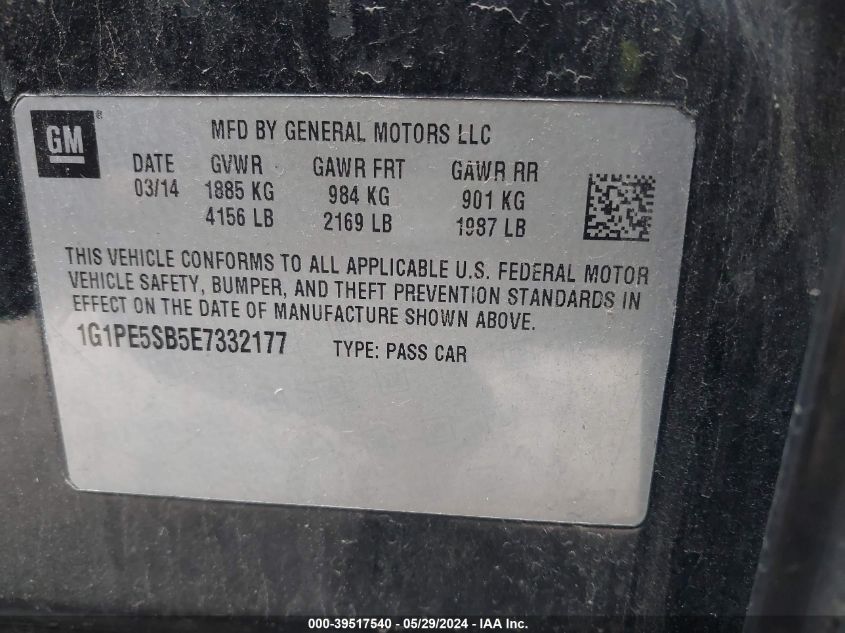 GM®
MFD BY GENERAL MOTORS LLC
DATE GVWR GAWR FRT GAWR RR
03/14 1885 KG 984 KG 901 KG
4156 LB 2169 LB 1987 LB
THIS VEHICLE CONFORMS TO ALL APPLICABLE U.S. FEDERAL MOTOR
VEHICLE SAFETY, BUMPER, AND THEFT PREVENTION STANDARDS IN
EFFECT ON THE DATE OF MANUFACTURE SHOWN ABOVE.
1G1PE5SB5E7332177 TYPE: PASS CAR
000-39517540 - 05/29/2024 - © IAA, Inc.